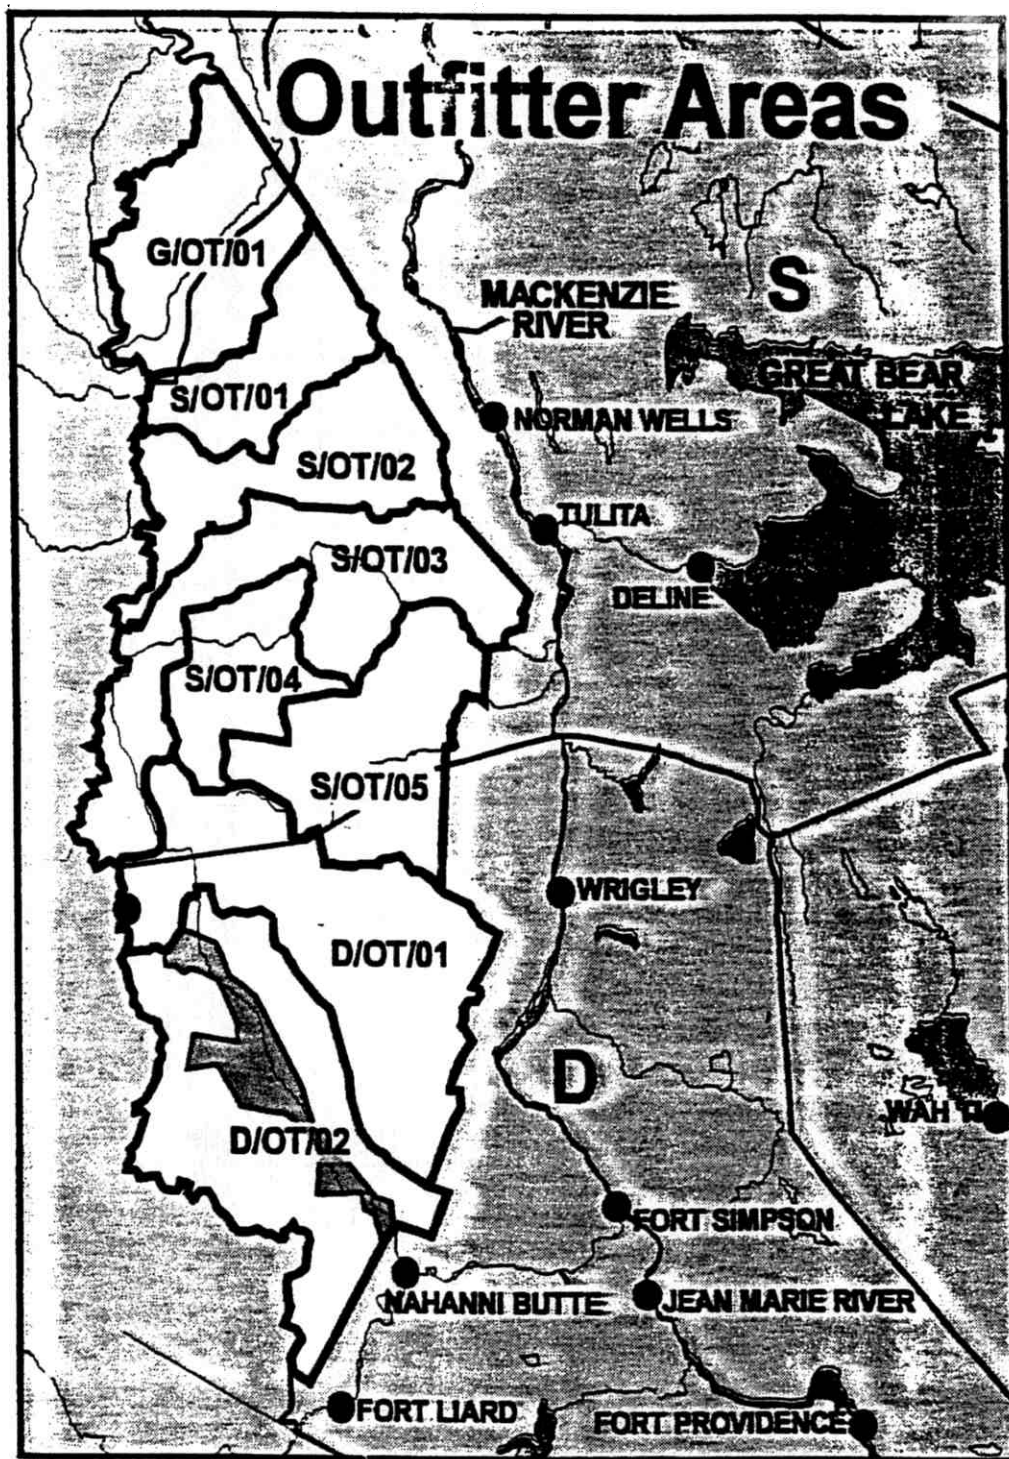 Outfitter Areas
G/OT/01
S
MACKENZIE
RIVER
GREAT BEAR
LAKE
S/OT/01
NORMAN WELLS
S/OT/02
TULITA
S/OT/03
DELINE
S/OT/04
S/OT/05
WRIGLEY
D/OT/01
D
WAH TI
D/OT/02
FORT SIMPSON
NAHANNI BUTTE
JEAN MARIE RIVER
FORT LIARD
FORT PROVIDENCE